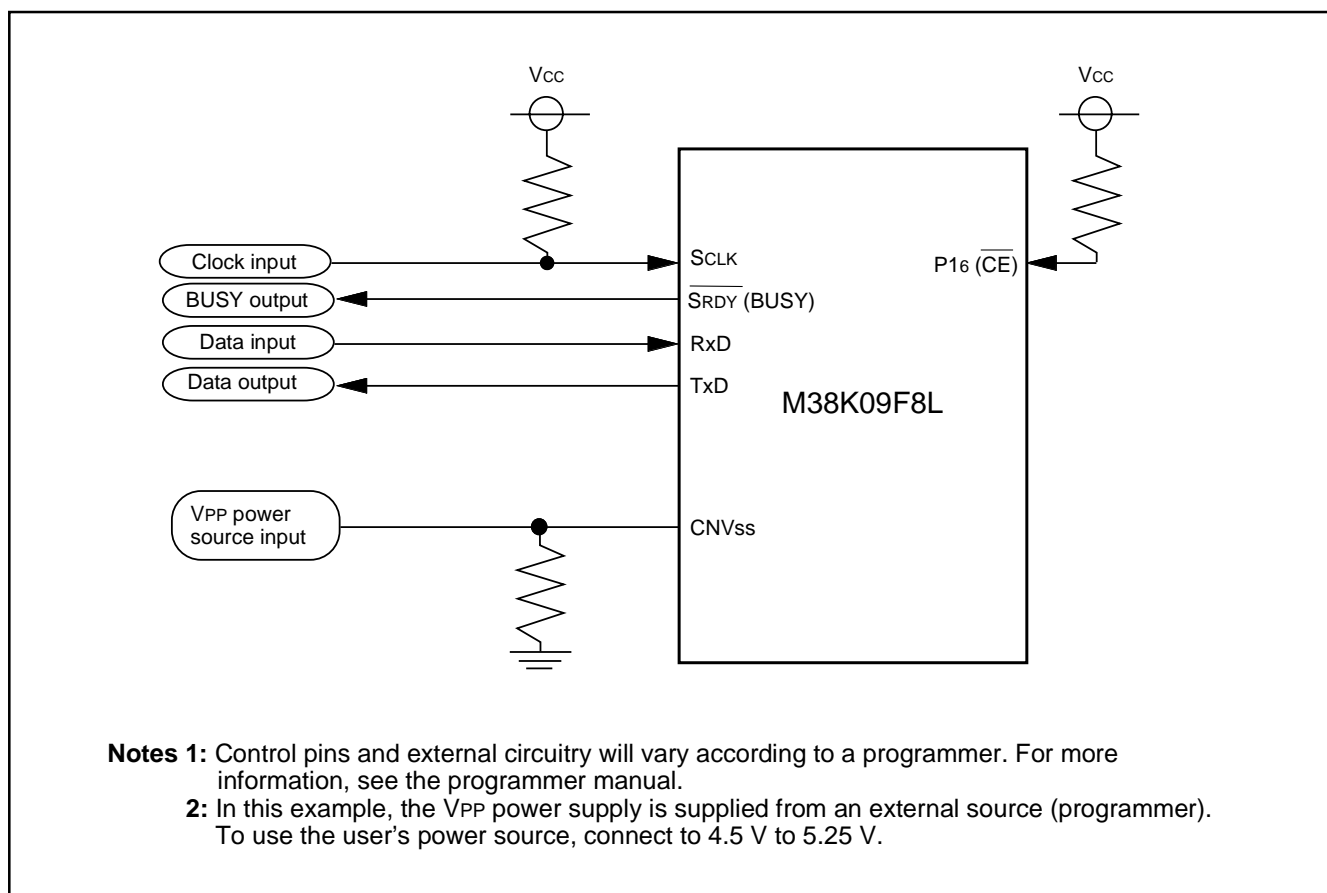 Vcc
Vcc
Clock input
SCLK
P16 (CE)
BUSY output
SRDY (BUSY)
Data input
RxD
Data output
TxD
M38K09F8L
VPP power
source input
CNVss
Notes 1: Control pins and external circuitry will vary according to a programmer. For more
information, see the programmer manual.
2: In this example, the VPP power supply is supplied from an external source (programmer).
To use the user's power source, connect to 4.5 V to 5.25 V.